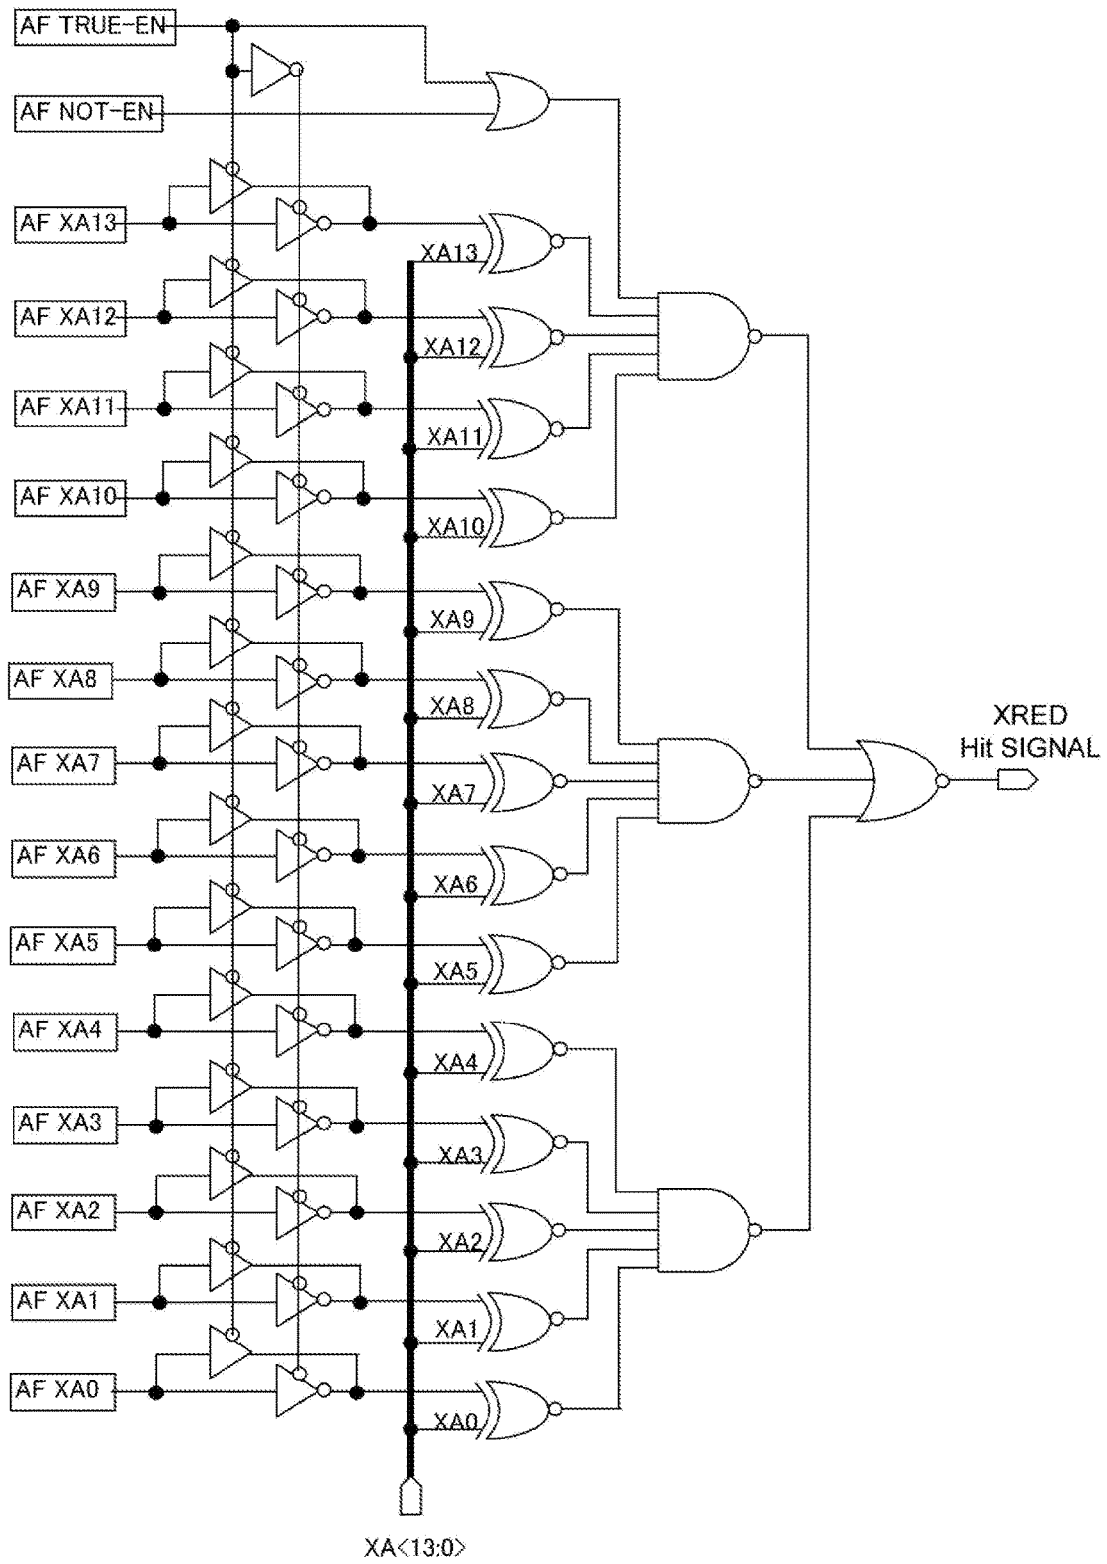 AF TRUE-EN
AF NOT-EN
AF XA13
XA13
AF XA12
XA12
AF XA11
XA11
AF XA10
XA10
AF XA9
XA9
AF XA8
XA8
XRED
Hit SIGNAL
AF XA7
XA7
AF XA6
XA6
AF XA5
XA5
AF XA4
XA4
AF XA3
XA3
AF XA2
XA2
AF XA1
XA1
AF XA0
XA0
XA<13:0>